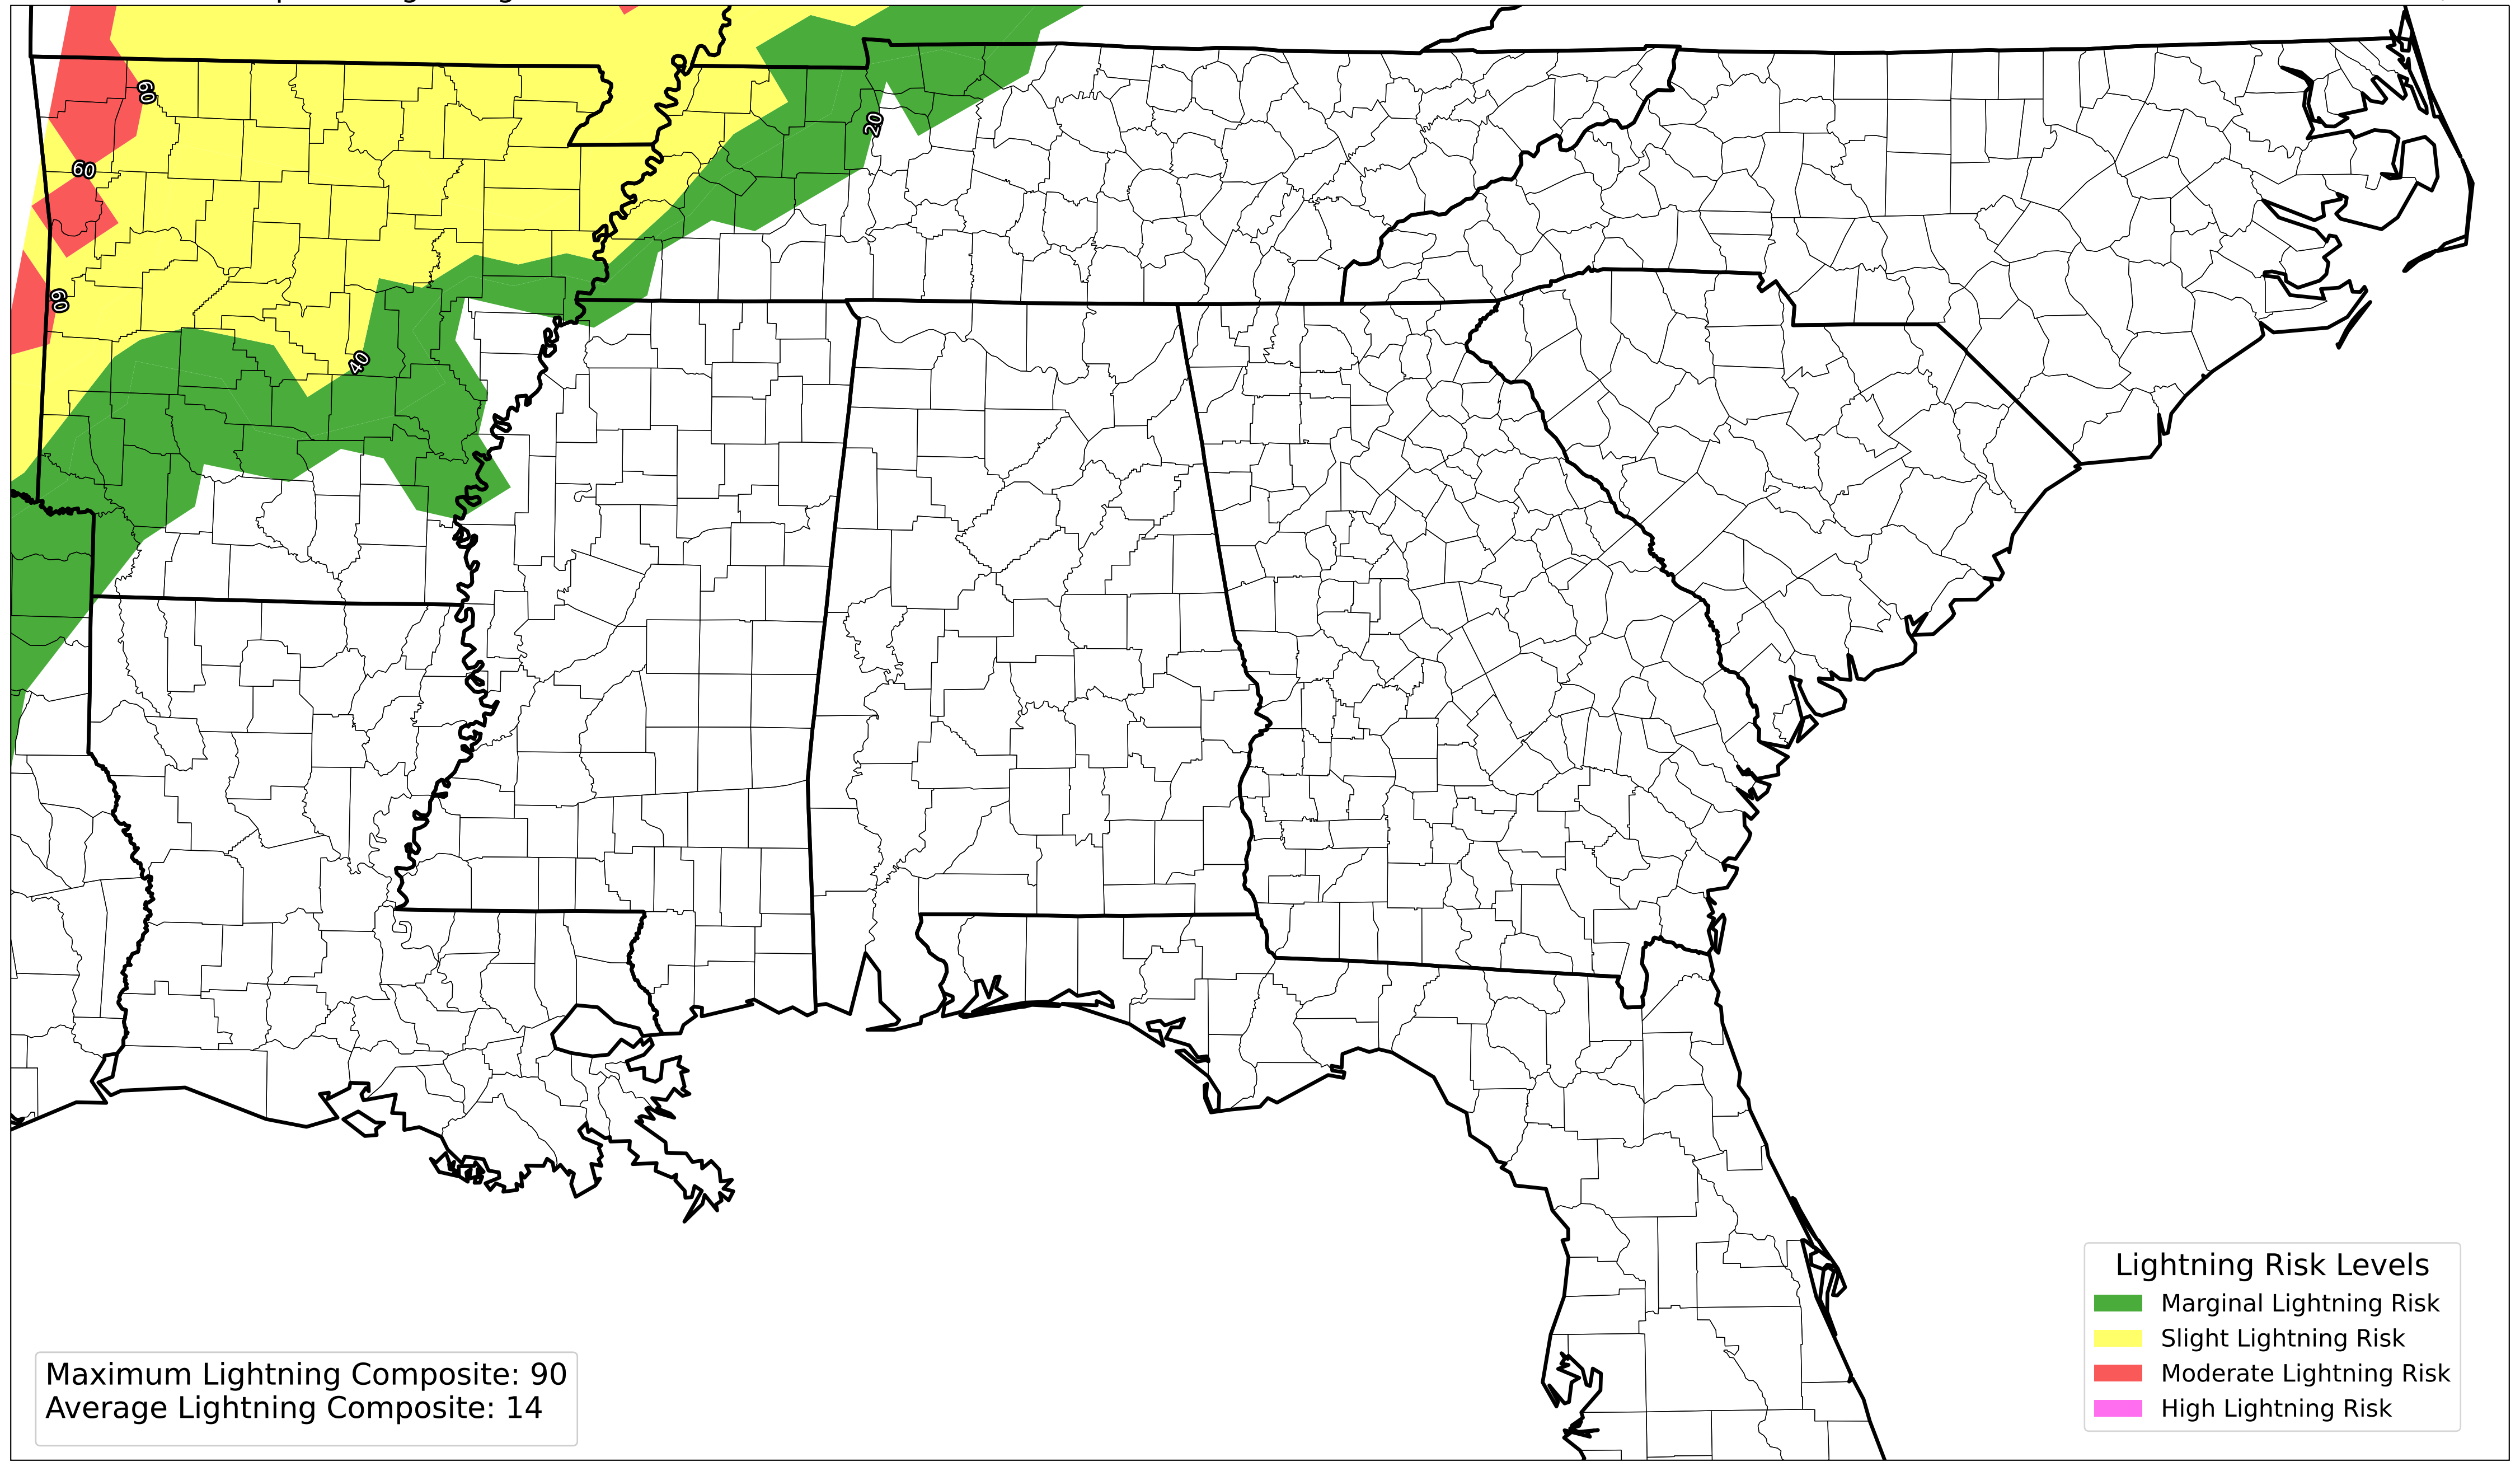 60
60
60
20
40
Lightning Risk Levels
Marginal Lightning Risk
Slight Lightning Risk
Moderate Lightning Risk
High Lightning Risk
Maximum Lightning Composite: 90
Average Lightning Composite: 14